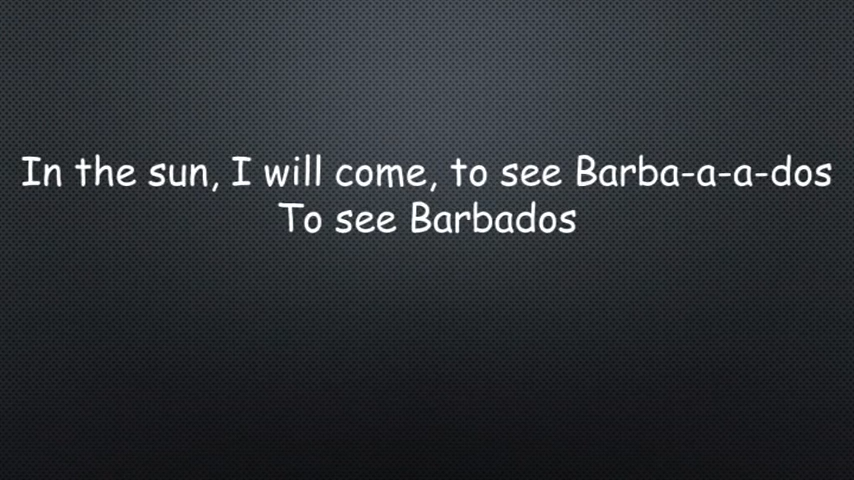 In the sun, I will come, to see Barba-a-a-dos
To see Barbados